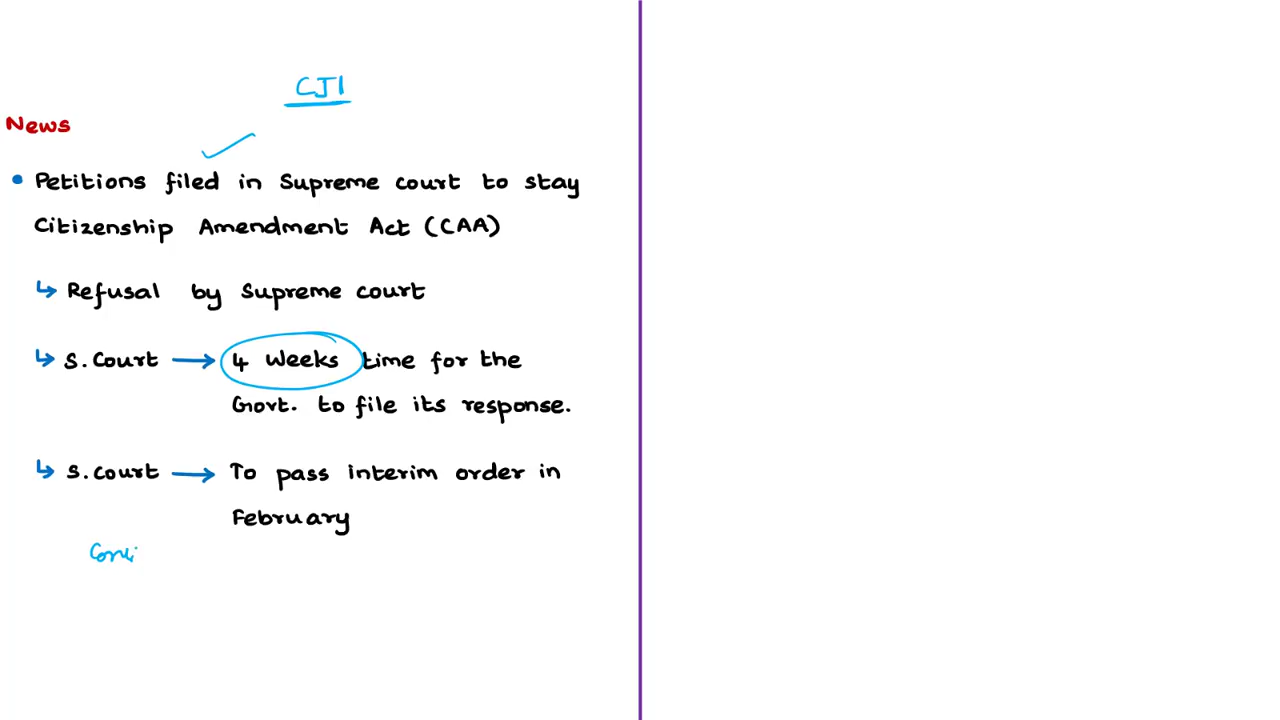 CJI
News
• Petitions filed in Supreme court to stay
Citizenship Amendment Act (CAA)
↳ Refusal by Supreme court
↳ S. Court → 4 Weeks time for the
Govt. to file its response.
↳ S. court → To pass interim order in
February